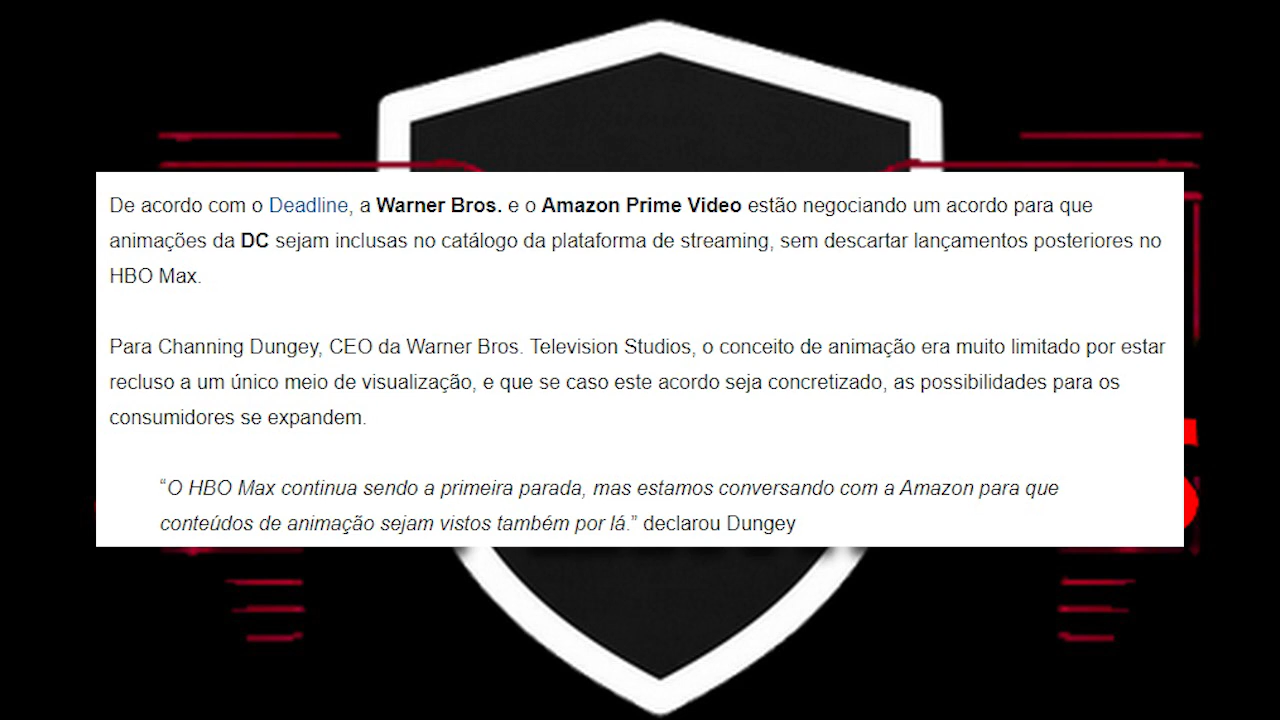 De acordo com o Deadline, a Warner Bros. e o Amazon Prime Video estão negociando um acordo para que
animações da DC sejam inclusas no catálogo da plataforma de streaming, sem descartar lançamentos posteriores no
HBO Max.
Para Channing Dungey, CEO da Warner Bros. Television Studios, o conceito de animação era muito limitado por estar
recluso a um único meio de visualização, e que se caso este acordo seja concretizado, as possibilidades para os
consumidores se expandem.
“O HBO Max continua sendo a primeira parada, mas estamos conversando com a Amazon para que
conteúdos de animação sejam vistos também por lá.” declarou Dungey